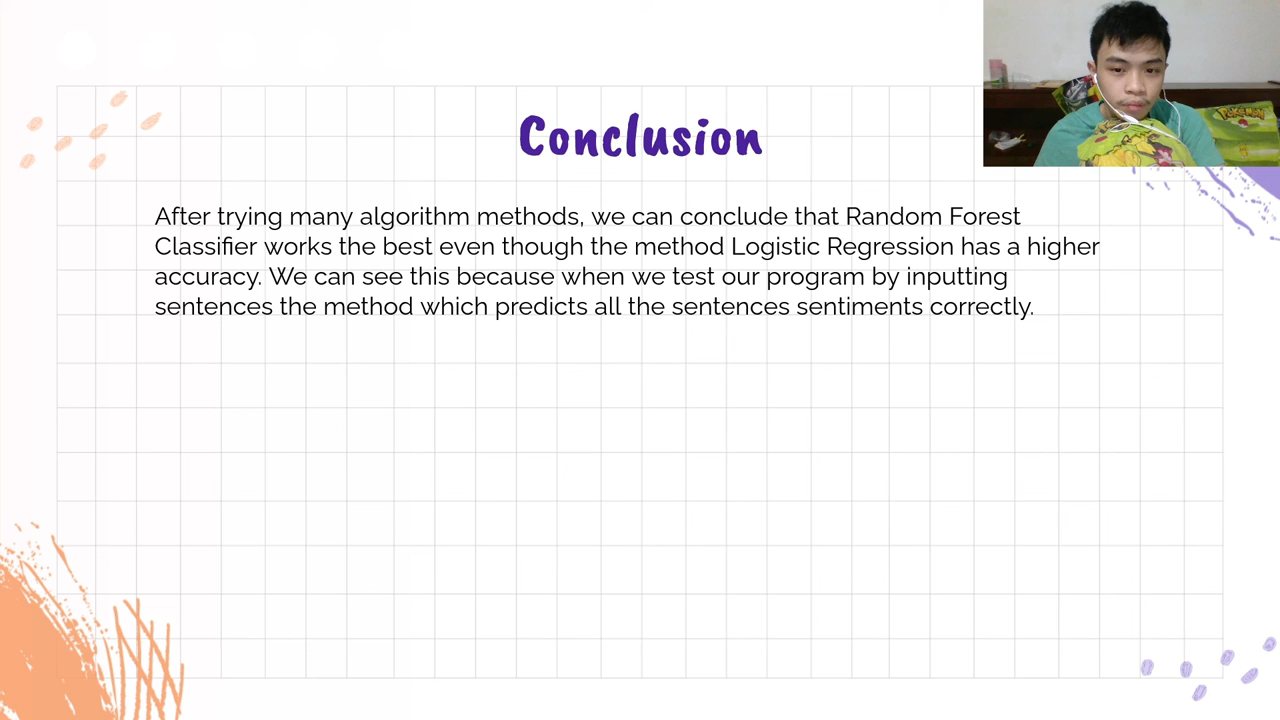 Conclusion
After trying many algorithm methods, we can conclude that Random Forest
Classifier works the best even though the method Logistic Regression has a higher
accuracy. We can see this because when we test our program by inputting
sentences the method which predicts all the sentences sentiments correctly.
POKéMON